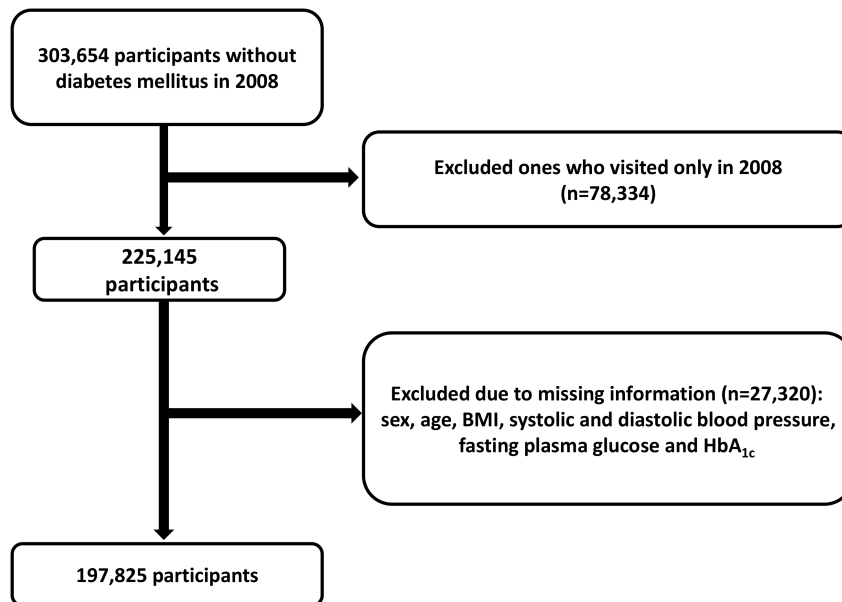 303,654 participants without
diabetes mellitus in 2008
Excluded ones who visited only in 2008
(n=78,334)
225,145
participants
Excluded due to missing information (n=27,320):
sex, age, BMI, systolic and diastolic blood pressure,
fasting plasma glucose and HbA1c
197,825 participants